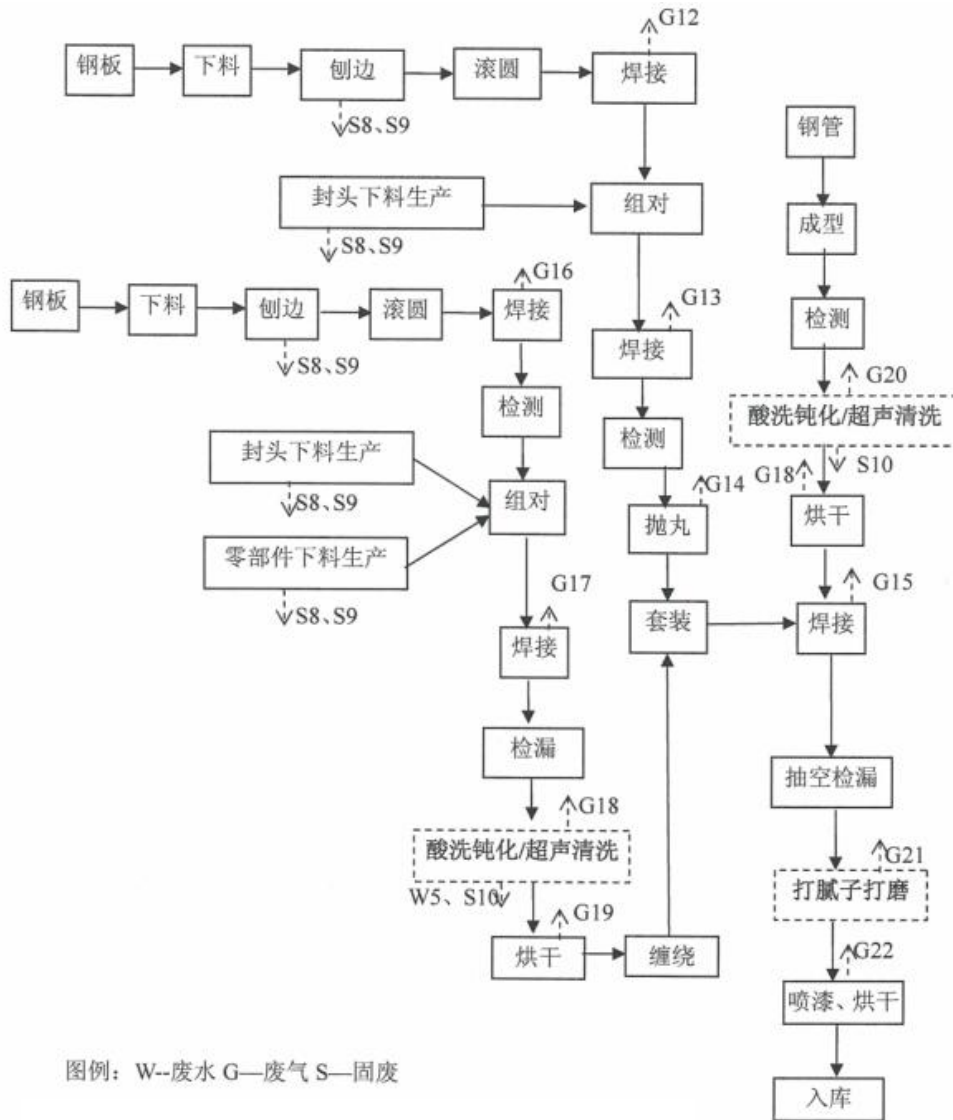 G12
钢板
下料
刨边
滚圆
焊接
S8、S9
钢管
封头下料生产
组对
S8、S9
成型
G16
钢板
下料
刨边
滚圆
焊接
G13
S8、S9
焊接
检测
检测
G20
酸洗钝化/超声清洗
检测
封头下料生产
S8、S9
组对
G14
G18
S10
抛丸
烘干
零部件下料生产
S8、S9
G17
G15
套装
焊接
焊接
检漏
抽空检漏
G18
酸洗钝化/超声清洗
W5、S10
G21
打腻子打磨
G19
烘干
缠绕
G22
喷漆、烘干
图例：W--废水 G—废气 S—固废
入库